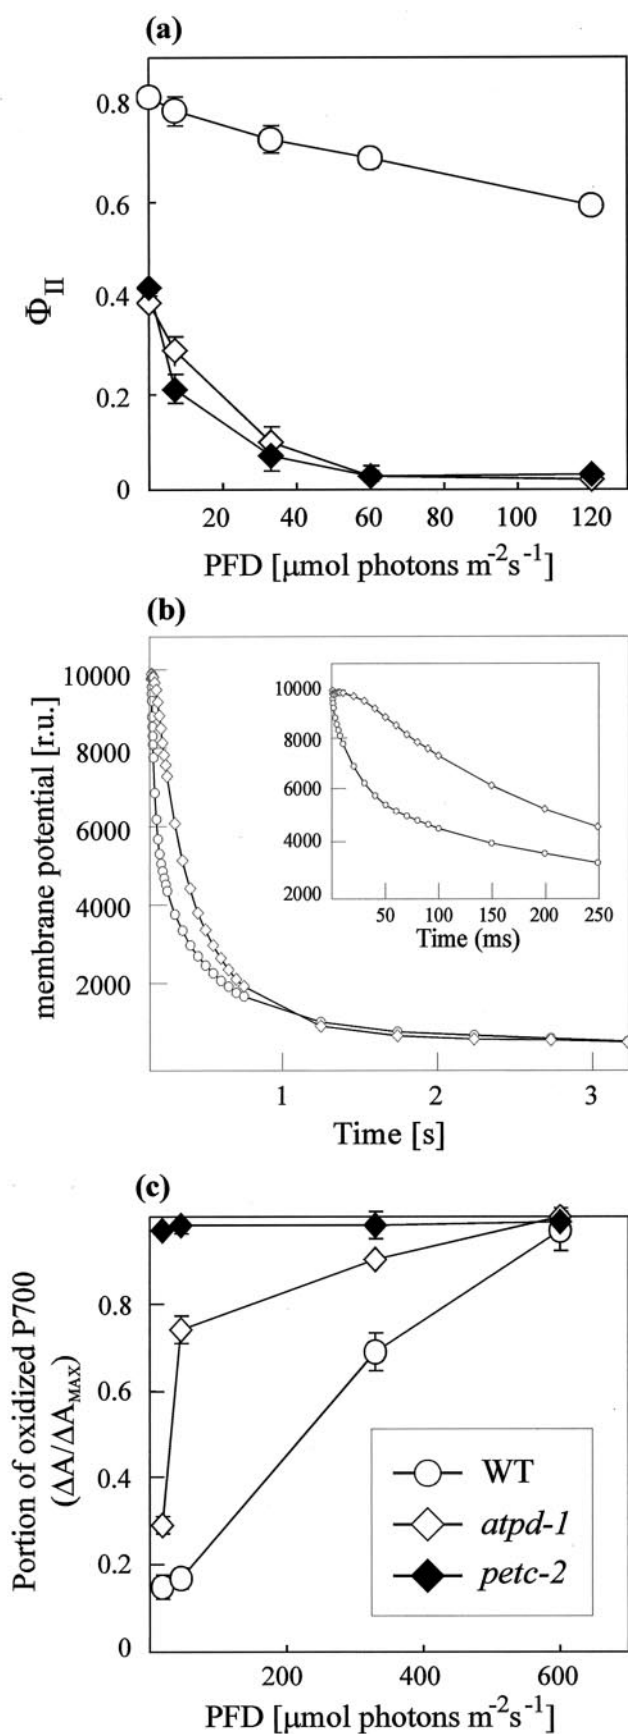 (a)
0.8
0.6
0.4
0.2
0
Φ_II
20 40 60 80 100 120
PFD [μmol photons m⁻²s⁻¹]
(b)
10000
8000
6000
4000
2000
membrane potential [r.u.]
10000
8000
6000
4000
2000
50 100 150 200 250
Time (ms)
1 2 3
Time [s]
(c)
0.8
0.6
0.4
0.2
0
Portion of oxidized P700
(ΔA/ΔA_MAX)
WT
atpd-1
petc-2
200 400 600
PFD [μmol photons m⁻²s⁻¹]